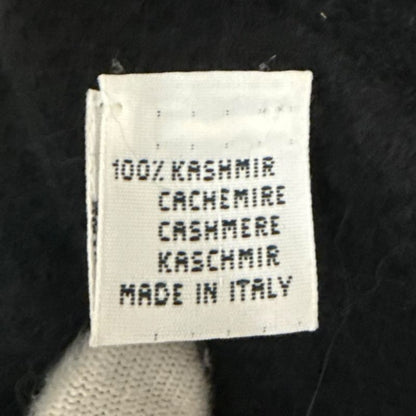 100% KASHMIR
CACHEMIRE
CASHMERE
KASCHMIR
MADE IN ITALY